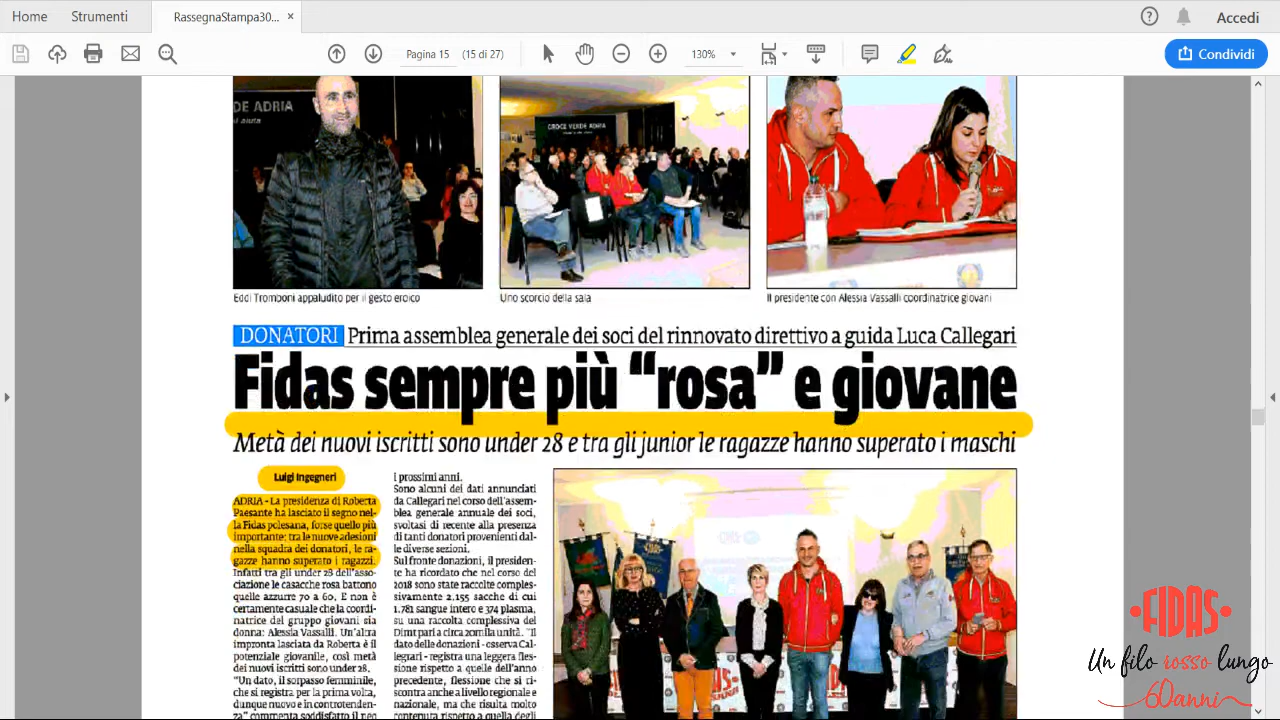 Home
Strumenti
RassegnaStampa30... ×
Accedi
Pagina 15
(15 di 27)
130%
Condividi
DE ADRIA
CROCE VERDE ADRIA
Eddi Tromboni appaludito per il gesto eroico
Uno scorcio della sala
Il presidente con Alessia Vassalli coordinatrice giovani
DONATORI Prima assemblea generale dei soci del rinnovato direttivo a guida Luca Callegari
Fidas sempre più “rosa” e giovane
Metà dei nuovi iscritti sono under 28 e tra gli junior le ragazze hanno superato i maschi
Luigi Ingegneri
ADRIA - La presidenza di Roberta
Paesante ha lasciato il segno nel-
la Fidas polesana, forse quello più
importante: tra le nuove adesioni
nella squadra dei donatori, le ra-
gazze hanno superato i ragazzi.
Infatti tra gli under 28 dell'asso-
ciazione le casacche rosa battono
quelle azzurre 70 a 60. E non è
certamente casuale che la coordi-
natrice del gruppo giovani sia
donna: Alessia Vassalli. Un'altra
impronta lasciata da Roberta è il
potenziale giovanile, così metà
dei nuovi iscritti sono under 28.
“Un dato, il sorpasso femminile,
che si registra per la prima volta,
dunque nuovo e in controtenden-
za” commenta soddisfatto il neo
i prossimi anni.
Sono alcuni dei dati annunciati
da Callegari nel corso dell'assem-
blea generale annuale dei soci,
svoltasi di recente alla presenza
di tanti donatori provenienti dal-
le diverse sezioni.
Sul fronte donazioni, il presiden-
te ha ricordato che nel corso del
2018 sono state raccolte comples-
sivamente 2.155 sacche di cui
1.781 sangue intero e 374 plasma,
su una raccolta complessiva del
Dimt pari a circa 20mila unità. “Il
dato delle donazioni - osserva Cal-
legrari - registra una leggera fles-
sione rispetto a quelle dell'anno
precedente, flessione che si ri-
scontra anche a livello regionale e
nazionale, ma che risulta molto
contenuta rispetto a quella degli
FIDAS
Un filo rosso lungo
60anni